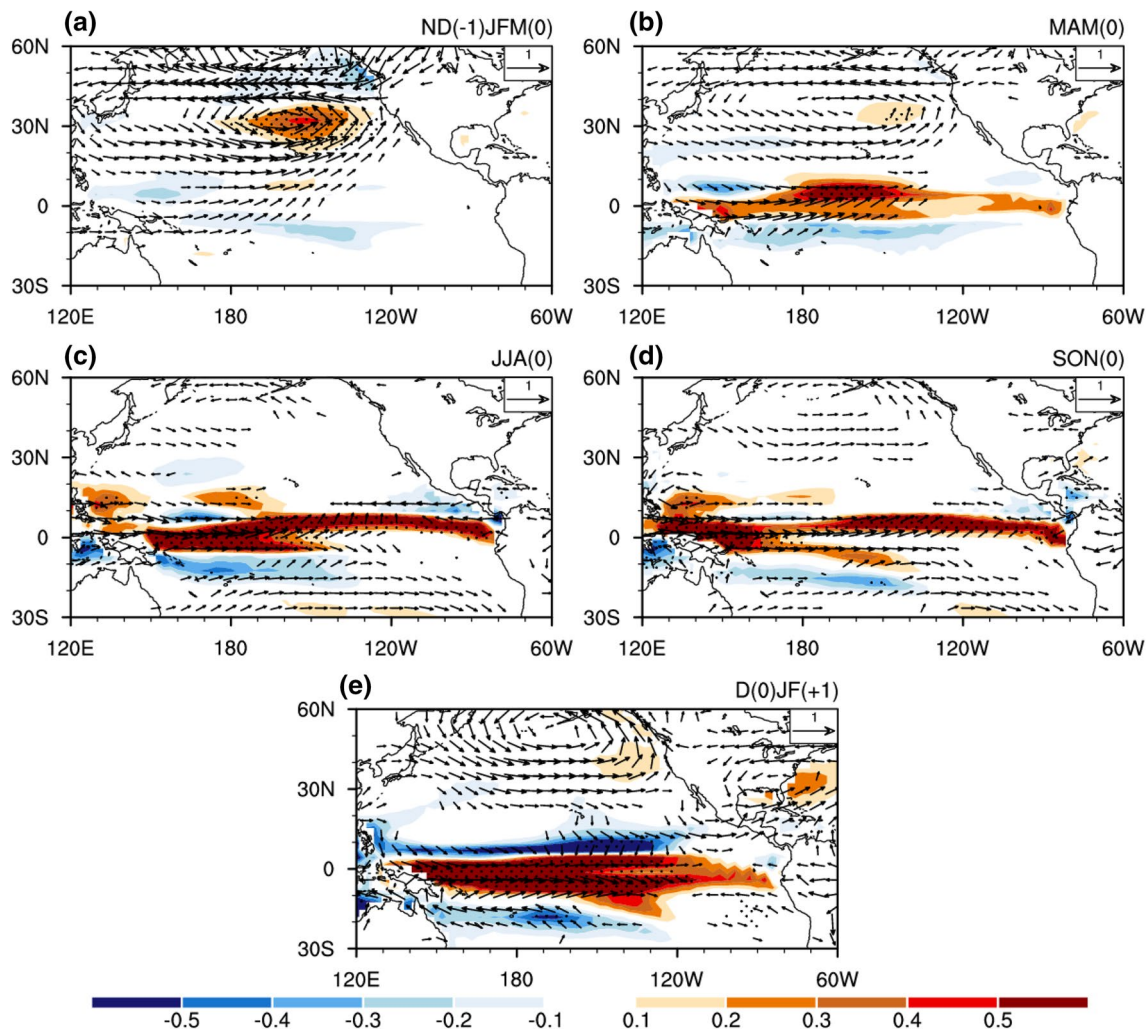 (a) ND(-1)JFM(0)
60N
30N
0
30S
120E 180 120W 60W
1
(b) MAM(0)
60N
30N
0
30S
120E 180 120W 60W
1
(c) JJA(0)
60N
30N
0
30S
120E 180 120W 60W
1
(d) SON(0)
60N
30N
0
30S
120E 180 120W 60W
1
(e) D(0)JF(+1)
60N
30N
0
30S
120E 180 120W 60W
1
-0.5 -0.4 -0.3 -0.2 -0.1 0.1 0.2 0.3 0.4 0.5